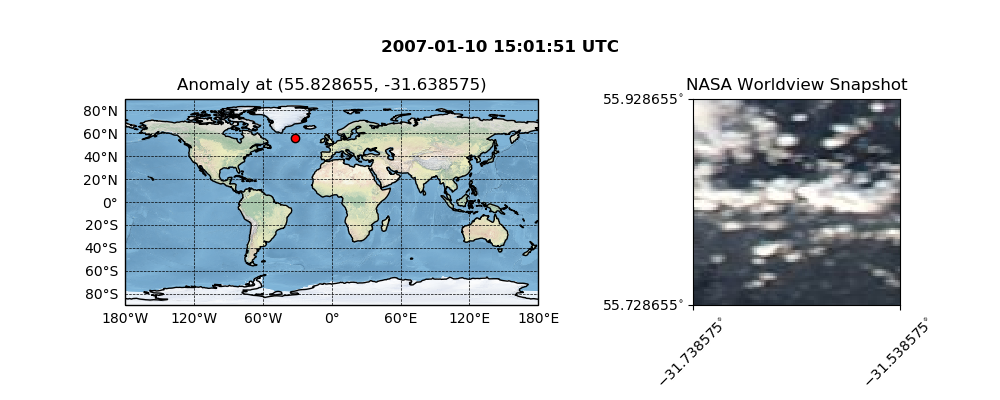 2007-01-10 15:01:51 UTC
Anomaly at (55.828655, -31.638575)
80°N
60°N
40°N
20°N
0°
20°S
40°S
60°S
80°S
180°W 120°W 60°W 0° 60°E 120°E 180°E
NASA Worldview Snapshot
55.928655°
55.728655°
−31.738575°
−31.538575°